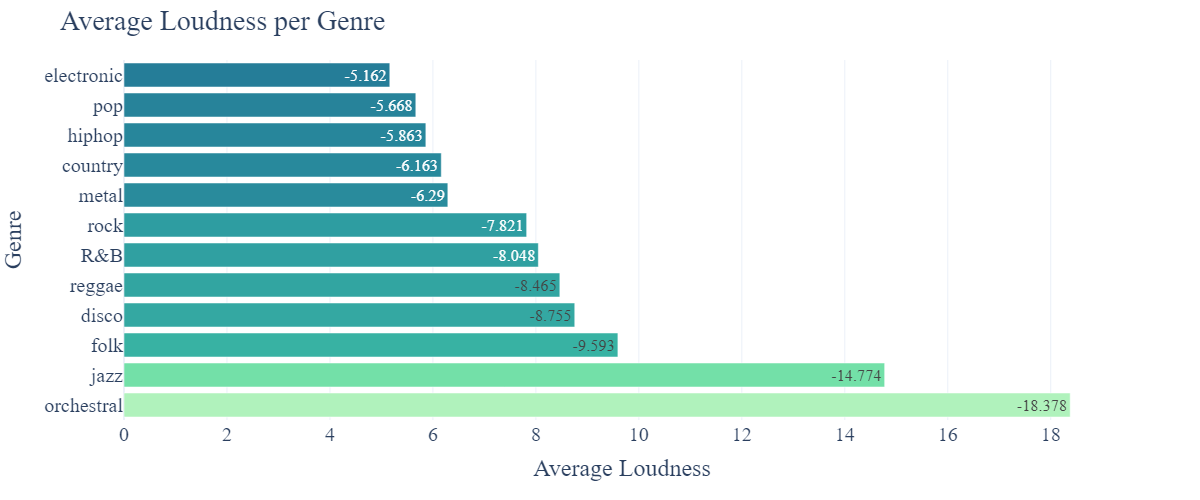 Average Loudness per Genre
Genre
electronic -5.162
pop -5.668
hiphop -5.863
country -6.163
metal -6.29
rock -7.821
R&B -8.048
reggae -8.465
disco -8.755
folk -9.593
jazz -14.774
orchestral -18.378
0 2 4 6 8 10 12 14 16 18
Average Loudness